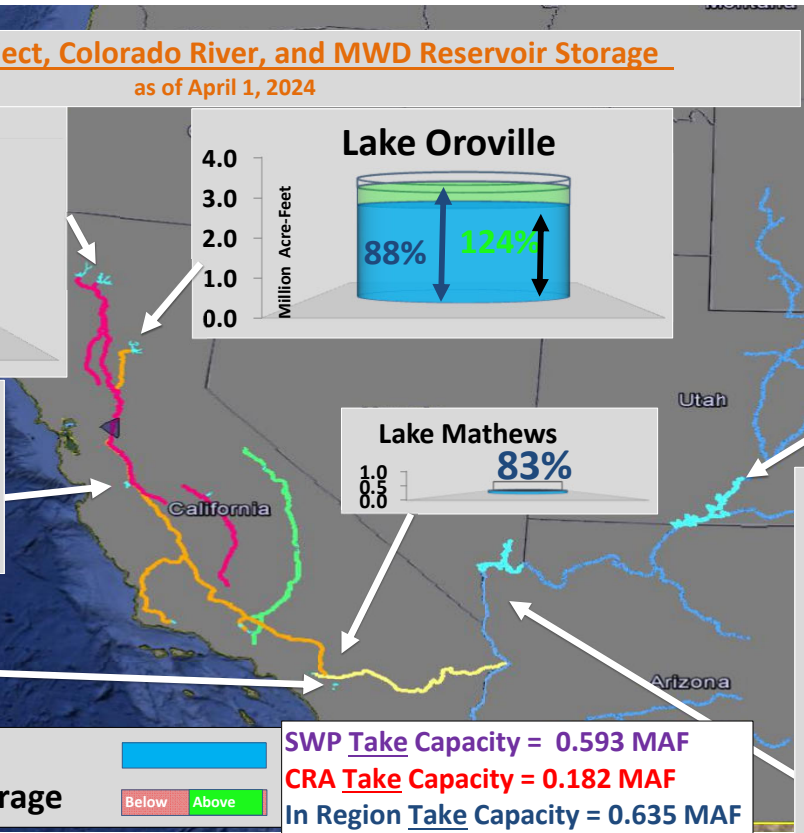 ect, Colorado River, and MWD Reservoir Storage
as of April 1, 2024
Lake Oroville
4.0
3.0
2.0
1.0
0.0
Million Acre-Feet
88%
124%
Utah
Lake Mathews
83%
1.0
0.5
0.0
California
Arizona
SWP Take Capacity = 0.593 MAF
CRA Take Capacity = 0.182 MAF
In Region Take Capacity = 0.635 MAF
rage
Below Above